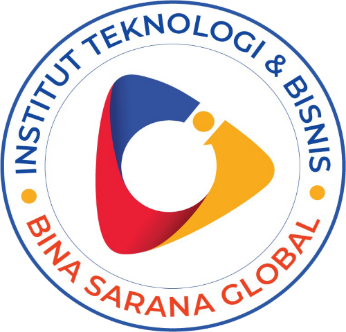 INSTITUT TEKNOLOGI & BISNIS
BINA SARANA GLOBAL